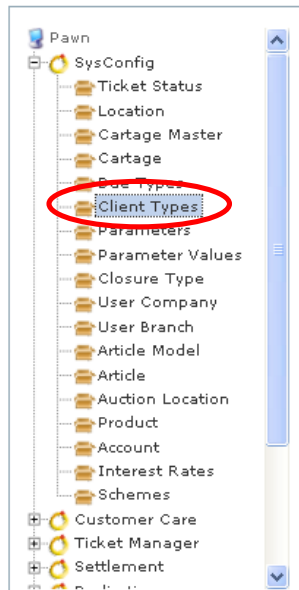 Pawn
SysConfig
Ticket Status
Location
Cartage Master
Cartage
Due Types
Client Types
Parameters
Parameter Values
Closure Type
User Company
User Branch
Article Model
Article
Auction Location
Product
Account
Interest Rates
Schemes
Customer Care
Ticket Manager
Settlement